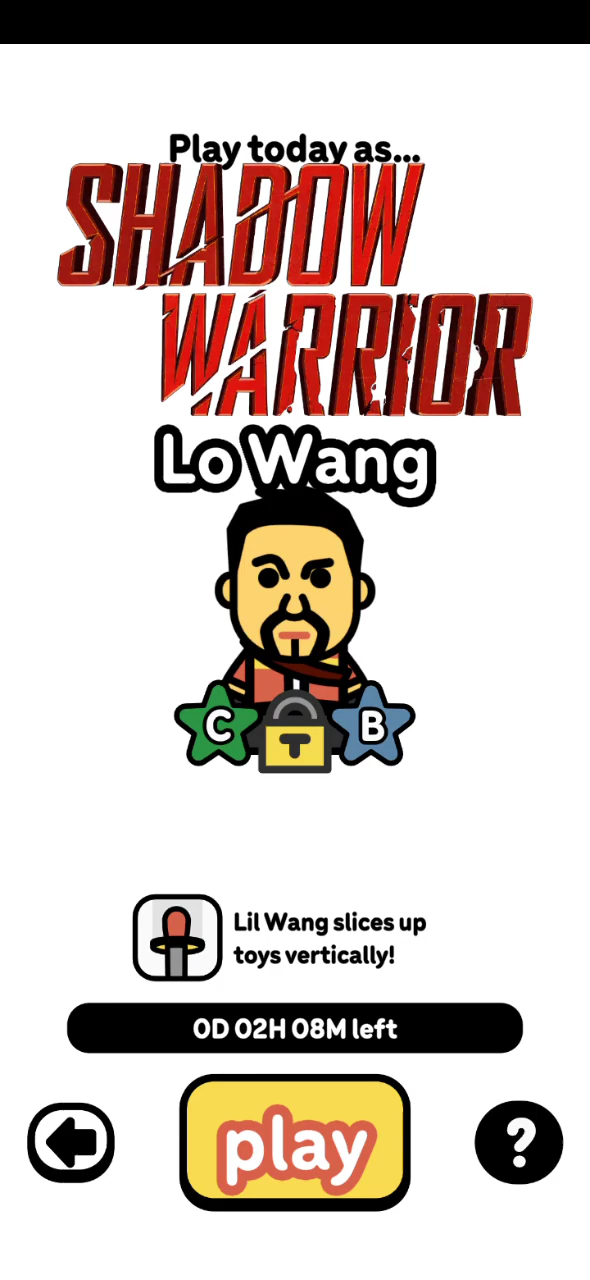 Play today as...
SHADOW
WARRIOR
Lo Wang
C T B
Lil Wang slices up
toys vertically!
0D 02H 08M left
play
?